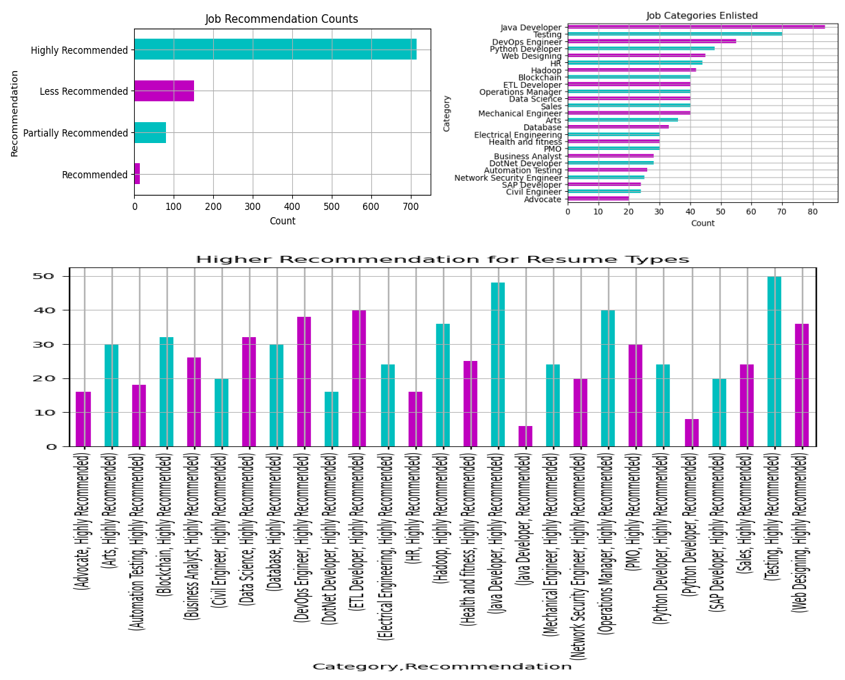 Job Recommendation Counts
Recommendation
Highly Recommended
Less Recommended
Partially Recommended
Recommended
0 100 200 300 400 500 600 700
Count
Job Categories Enlisted
Category
Java Developer
Testing
DevOps Engineer
Python Developer
Web Designing
HR
Hadoop
Blockchain
ETL Developer
Operations Manager
Data Science
Sales
Mechanical Engineer
Arts
Database
Electrical Engineering
Health and fitness
PMO
Business Analyst
DotNet Developer
Automation Testing
Network Security Engineer
SAP Developer
Civil Engineer
Advocate
0 10 20 30 40 50 60 70 80
Count
Higher Recommendation for Resume Types
50
40
30
20
10
0
(Advocate, Highly Recommended)
(Arts, Highly Recommended)
(Automation Testing, Highly Recommended)
(Blockchain, Highly Recommended)
(Business Analyst, Highly Recommended)
(Civil Engineer, Highly Recommended)
(Data Science, Highly Recommended)
(Database, Highly Recommended)
(DevOps Engineer, Highly Recommended)
(DotNet Developer, Highly Recommended)
(ETL Developer, Highly Recommended)
(Electrical Engineering, Highly Recommended)
(HR, Highly Recommended)
(Hadoop, Highly Recommended)
(Health and fitness, Highly Recommended)
(Java Developer, Highly Recommended)
(Java Developer, Recommended)
(Mechanical Engineer, Highly Recommended)
(Network Security Engineer, Highly Recommended)
(Operations Manager, Highly Recommended)
(PMO, Highly Recommended)
(Python Developer, Highly Recommended)
(Python Developer, Recommended)
(SAP Developer, Highly Recommended)
(Sales, Highly Recommended)
(Testing, Highly Recommended)
(Web Designing, Highly Recommended)
Category,Recommendation